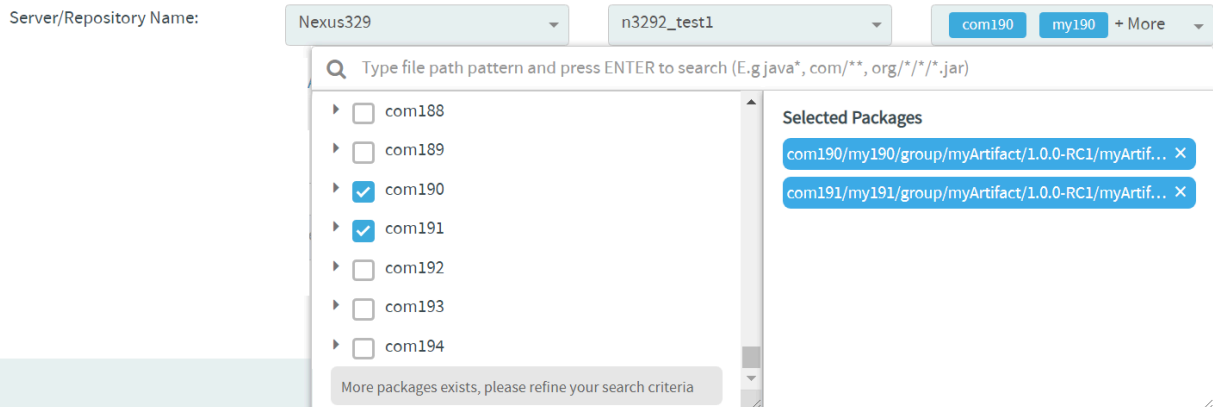 Server/Repository Name:
Nexus329
n3292_test1
com190 my190 + More
Type file path pattern and press ENTER to search (E.g java*, com/**, org/*/*/*.jar)
com188
com189
com190
com191
com192
com193
com194
More packages exists, please refine your search criteria
Selected Packages
com190/my190/group/myArtifact/1.0.0-RC1/myArtif... ×
com191/my191/group/myArtifact/1.0.0-RC1/myArtif... ×